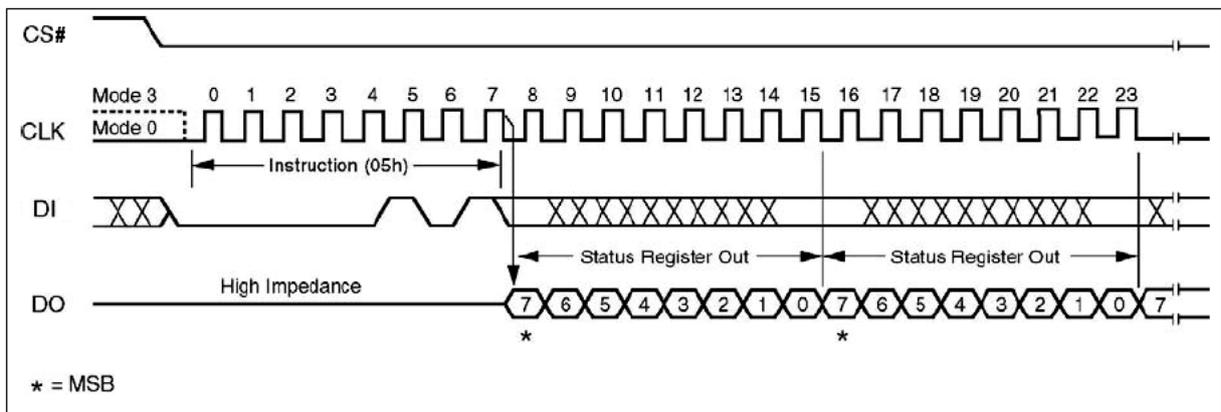 CS#
Mode 3
0 1 2 3 4 5 6 7 8 9 10 11 12 13 14 15 16 17 18 19 20 21 22 23
CLK
Mode 0
Instruction (05h)
DI
Status Register Out
Status Register Out
High Impedance
DO
7 6 5 4 3 2 1 0 7 6 5 4 3 2 1 0 7
* *
* = MSB